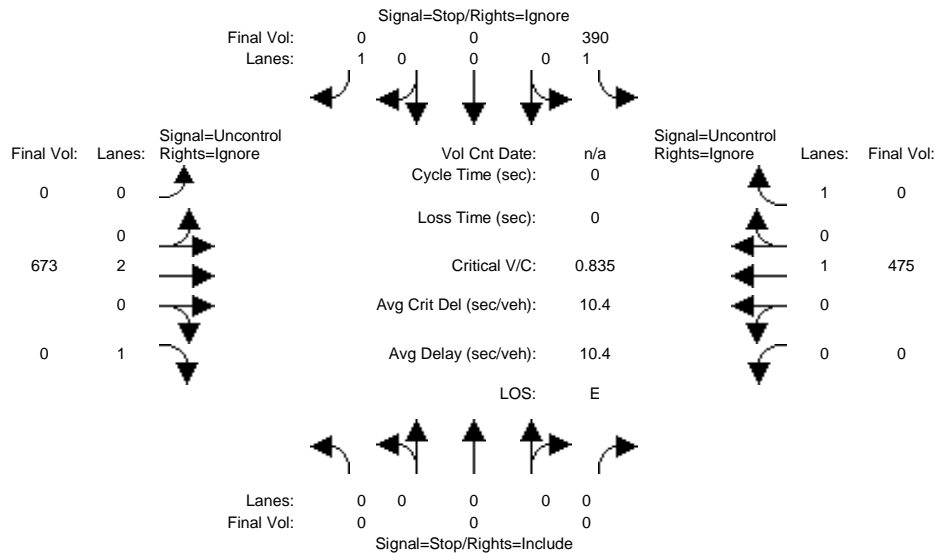 Signal=Stop/Rights=Ignore
Final Vol: 0 0 390
Lanes: 1 0 0 0 1
Signal=Uncontrol
Final Vol: Lanes: Rights=Ignore
Vol Cnt Date: n/a
Signal=Uncontrol
Rights=Ignore Lanes: Final Vol:
Cycle Time (sec): 0
0 0
1 0
Loss Time (sec): 0
0
0
673 2
Critical V/C: 0.835
1 475
0
Avg Crit Del (sec/veh): 10.4
0
0 1
Avg Delay (sec/veh): 10.4
0 0
LOS: E
Lanes: 0 0 0 0 0
Final Vol: 0 0 0
Signal=Stop/Rights=Include